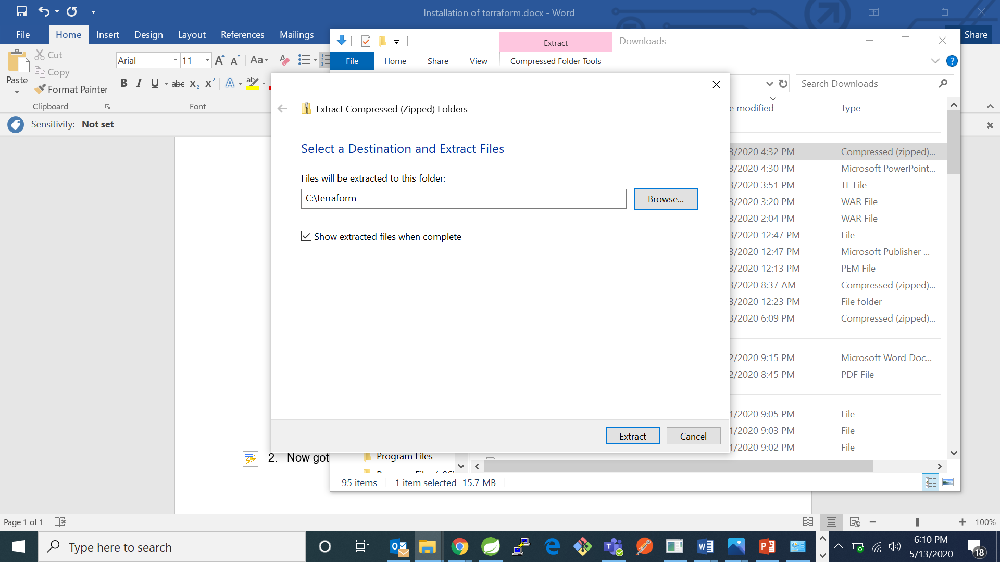 Installation of terraform.docx - Word
File Home Insert Design Layout References Mailings
Share
Cut
Copy
Paste
Format Painter
Clipboard
Arial 11
Aa
B I U abc X₂ X²
Font
Sensitivity: Not set
Extract
Downloads
File Home Share View Compressed Folder Tools
Search Downloads
Extract Compressed (Zipped) Folders
Select a Destination and Extract Files
Files will be extracted to this folder:
C:\terraform
Browse...
Show extracted files when complete
Extract Cancel
e modified Type
3/2020 4:32 PM Compressed (zipped)...
3/2020 4:30 PM Microsoft PowerPoint...
3/2020 3:51 PM TF File
3/2020 3:20 PM WAR File
3/2020 2:04 PM WAR File
3/2020 12:47 PM File
3/2020 12:47 PM Microsoft Publisher ...
3/2020 12:13 PM PEM File
3/2020 8:37 AM Compressed (zipped)...
3/2020 12:23 PM File folder
3/2020 6:09 PM Compressed (zipped)...
2/2020 9:15 PM Microsoft Word Doc...
2/2020 8:45 PM PDF File
1/2020 9:05 PM File
1/2020 9:03 PM File
1/2020 9:02 PM File
Program Files
95 items 1 item selected 15.7 MB
2. Now got
Page 1 of 1
100%
Type here to search
6:10 PM
5/13/2020
18